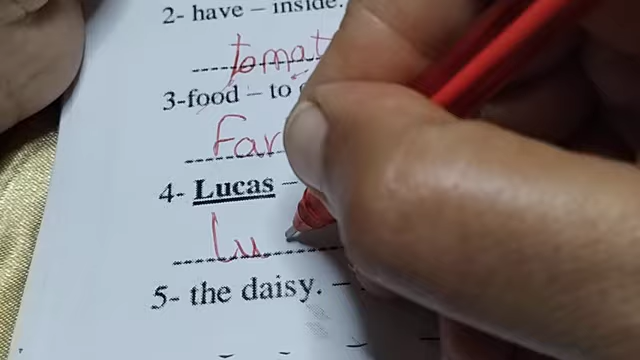 2- have – inside.
tomat
3-food – to
Far
4- Lucas –
Lu
5- the daisy. –